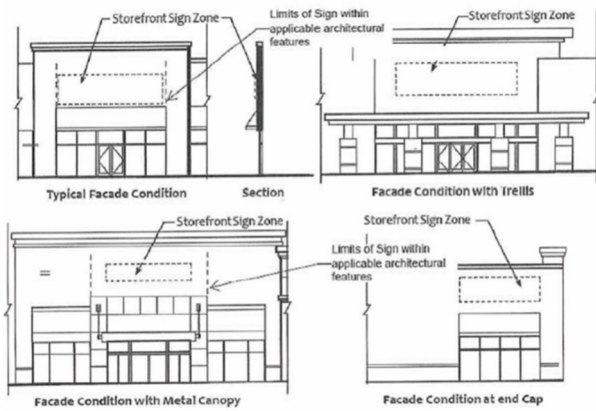 Storefront Sign Zone
Limits of Sign within
applicable architectural
features
Storefront Sign Zone
Typical Facade Condition
Section
Facade Condition with Trellis
Storefront Sign Zone
Limits of Sign within
applicable architectural
features
Storefront Sign Zone
Facade Condition with Metal Canopy
Facade Condition at end Cap